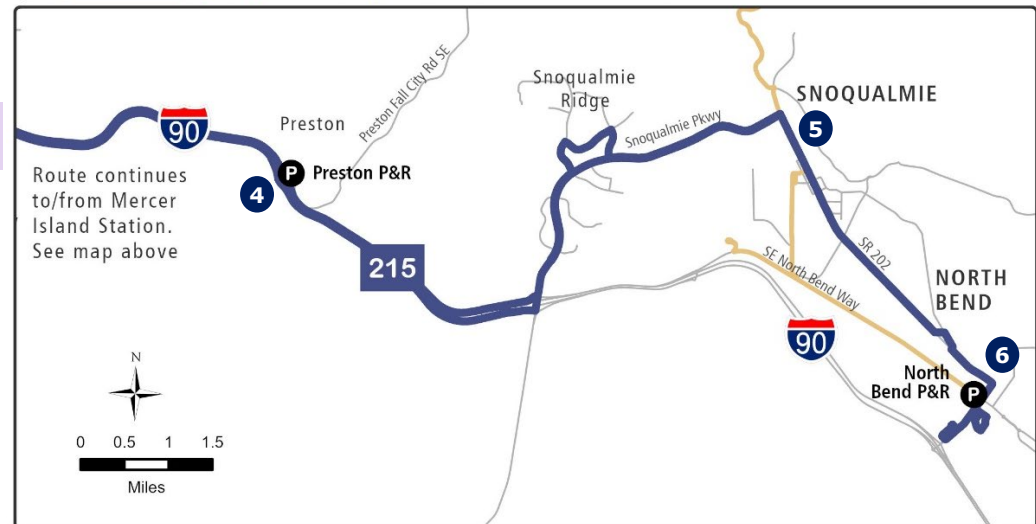 90
Preston
Preston Fall City Rd SE
Snoqualmie
Ridge
Snoqualmie Pkwy
SNOQUALMIE
5
Route continues
to/from Mercer
Island Station.
See map above
4
P
Preston P&R
215
SE North Bend Way
SR 202
NORTH
BEND
90
6
North
Bend P&R
P
N
0 0.5 1 1.5
Miles